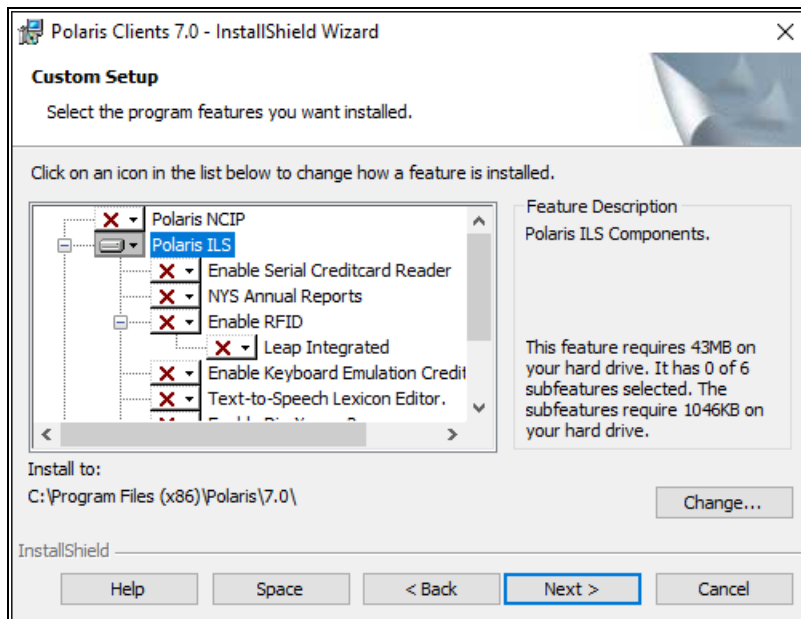 Polaris Clients 7.0 - InstallShield Wizard
Custom Setup
Select the program features you want installed.
Click on an icon in the list below to change how a feature is installed.
Polaris NCIP
Polaris ILS
Enable Serial Creditcard Reader
NYS Annual Reports
Enable RFID
Leap Integrated
Enable Keyboard Emulation Credit
Text-to-Speech Lexicon Editor.
Feature Description
Polaris ILS Components.
This feature requires 43MB on
your hard drive. It has 0 of 6
subfeatures selected. The
subfeatures require 1046KB on
your hard drive.
Install to:
C:\Program Files (x86)\Polaris\7.0\
Change...
InstallShield
Help
Space
< Back
Next >
Cancel